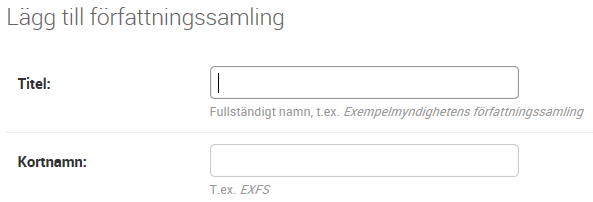 Lägg till författningssamling
Titel:
Fullständigt namn, t.ex. Exempelmyndighetens författningssamling
Kortnamn:
T.ex. EXFS